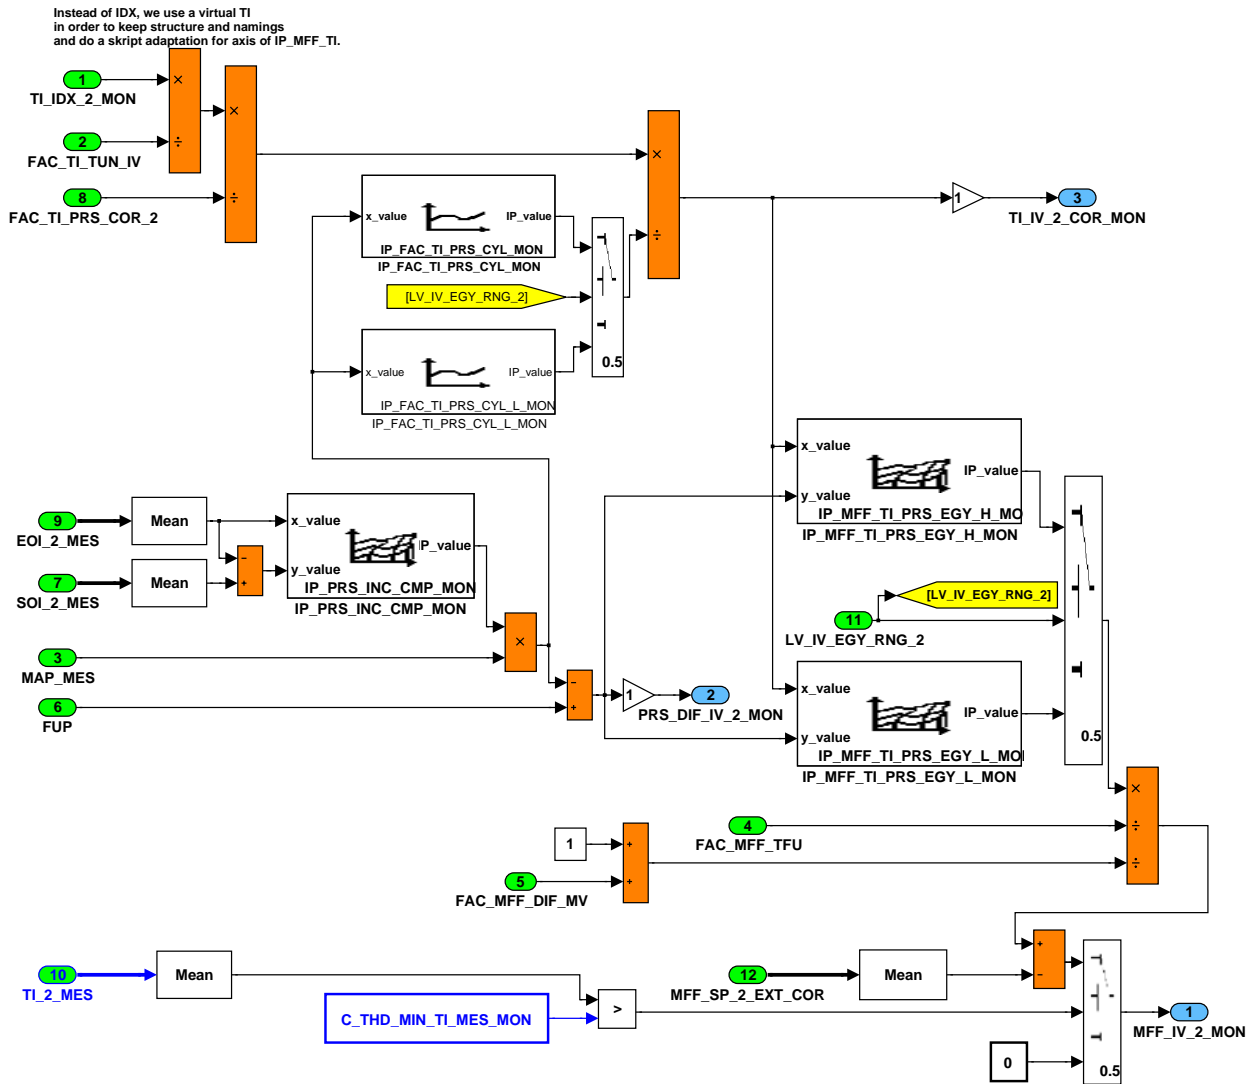 Instead of IDX, we use a virtual TI
in order to keep structure and namings
and do a skript adaptation for axis of IP_MFF_TI.
1
TI_IDX_2_MON
×
÷
2
FAC_TI_TUN_IV
×
÷
8
FAC_TI_PRS_COR_2
x_value
IP_value
IP_FAC_TI_PRS_CYL_MON
IP_FAC_TI_PRS_CYL_MON
[LV_IV_EGY_RNG_2]
x_value
IP_value
IP_FAC_TI_PRS_CYL_L_MON
IP_FAC_TI_PRS_CYL_L_MON
0.5
×
÷
1
3
TI_IV_2_COR_MON
9
EOI_2_MES
Mean
7
SOI_2_MES
Mean
-
+
x_value
y_value
IP_value
IP_PRS_INC_CMP_MON
IP_PRS_INC_CMP_MON
3
MAP_MES
×
6
FUP
-
+
1
2
PRS_DIF_IV_2_MON
x_value
y_value
IP_value
IP_MFF_TI_PRS_EGY_H_MO
IP_MFF_TI_PRS_EGY_H_MON
[LV_IV_EGY_RNG_2]
11
LV_IV_EGY_RNG_2
x_value
y_value
IP_value
IP_MFF_TI_PRS_EGY_L_MON
IP_MFF_TI_PRS_EGY_L_MON
0.5
×
÷
÷
4
FAC_MFF_TFU
1
+
+
5
FAC_MFF_DIF_MV
10
TI_2_MES
Mean
C_THD_MIN_TI_MES_MON
>
12
MFF_SP_2_EXT_COR
Mean
+
-
0
0.5
1
MFF_IV_2_MON